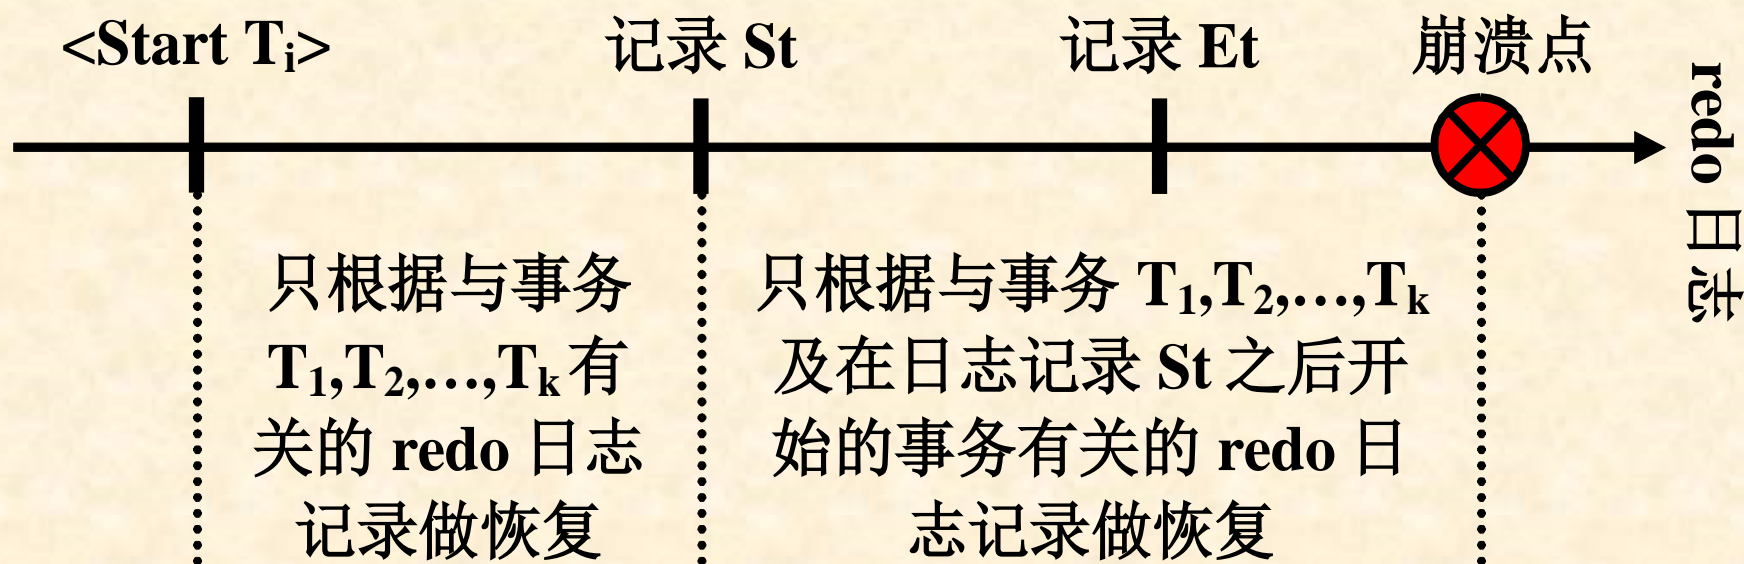 <Start Ti>
记录 St
记录 Et
崩溃点
redo 日志
只根据与事务
T1,T2,…,Tk 有
关的 redo 日志
记录做恢复
只根据与事务 T1,T2,…,Tk
及在日志记录 St 之后开
始的事务有关的 redo 日
志记录做恢复